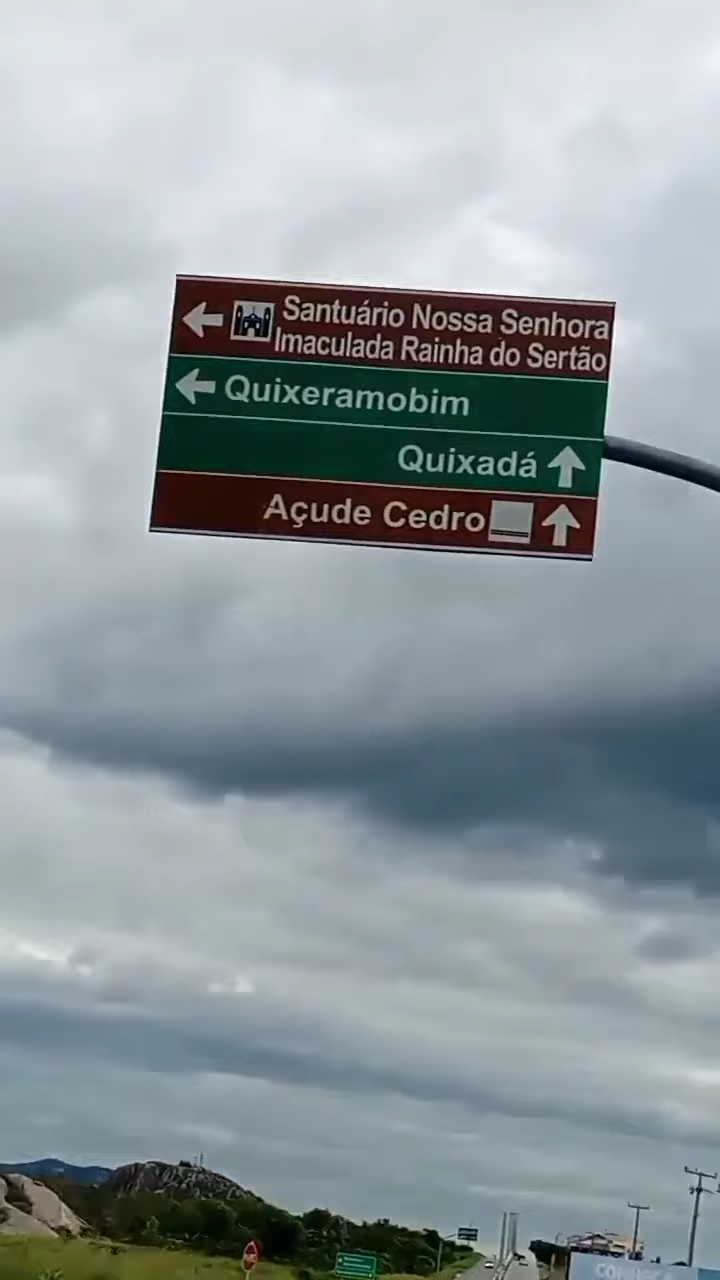 Santuário Nossa Senhora
Imaculada Rainha do Sertão
Quixeramobim
Quixadá
Açude Cedro